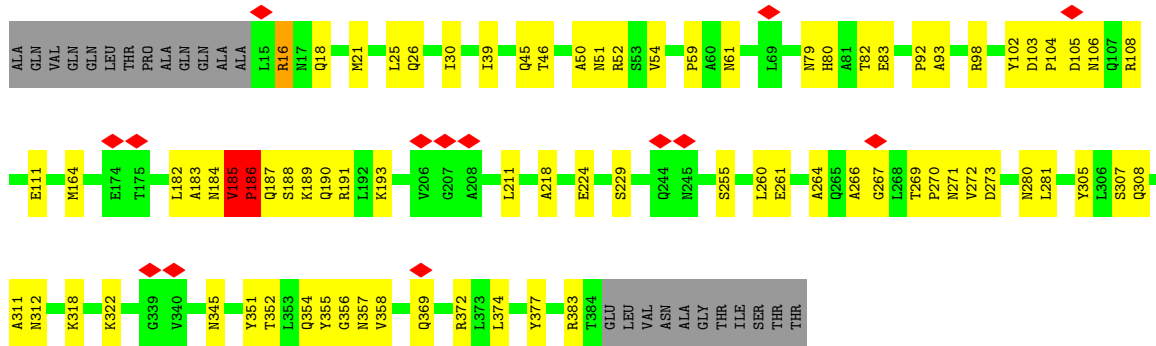 ALA GLN VAL GLN GLN LEU THR PRO ALA GLN GLN ALA ALA L15 R16 N17 Q18 M21 L25 Q26 I30 I39 Q45 T46 A50 N51 R52 S53 V54 P59 A60 N61 L69 N79 H80 A81 T82 E83 P92 A93 R98 Y102 D103 P104 D105 N106 Q107 R108
E111 M164 E174 T175 L182 A183 N184 V185 P186 Q187 S188 K189 Q190 R191 L192 K193 V206 G207 A208 L211 A218 E224 S229 Q244 N245 S255 L260 E261 A264 Q265 A266 G267 L268 T269 P270 N271 V272 D273 N280 L281 Y305 L306 S307 Q308
A311 N312 K318 K322 G339 V340 N345 Y351 T352 L353 Q354 Y355 G356 N357 V358 Q369 R372 L373 L374 Y377 R383 T384 GLU LEU VAL ASN ALA GLY THR ILE SER THR THR